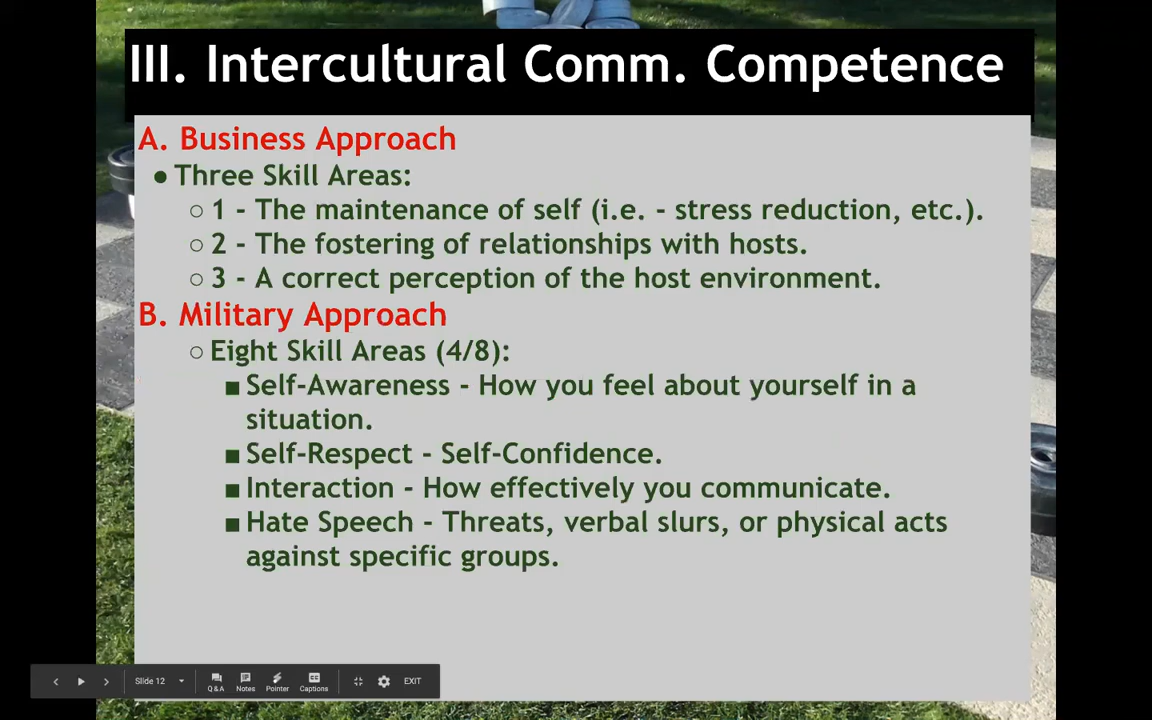 III. Intercultural Comm. Competence
A. Business Approach
● Three Skill Areas:
○ 1 - The maintenance of self (i.e. - stress reduction, etc.).
○ 2 - The fostering of relationships with hosts.
○ 3 - A correct perception of the host environment.
B. Military Approach
○ Eight Skill Areas (4/8):
■ Self-Awareness - How you feel about yourself in a
situation.
■ Self-Respect - Self-Confidence.
■ Interaction - How effectively you communicate.
■ Hate Speech - Threats, verbal slurs, or physical acts
against specific groups.
Slide 12 Q&A Notes Pointer Captions EXIT